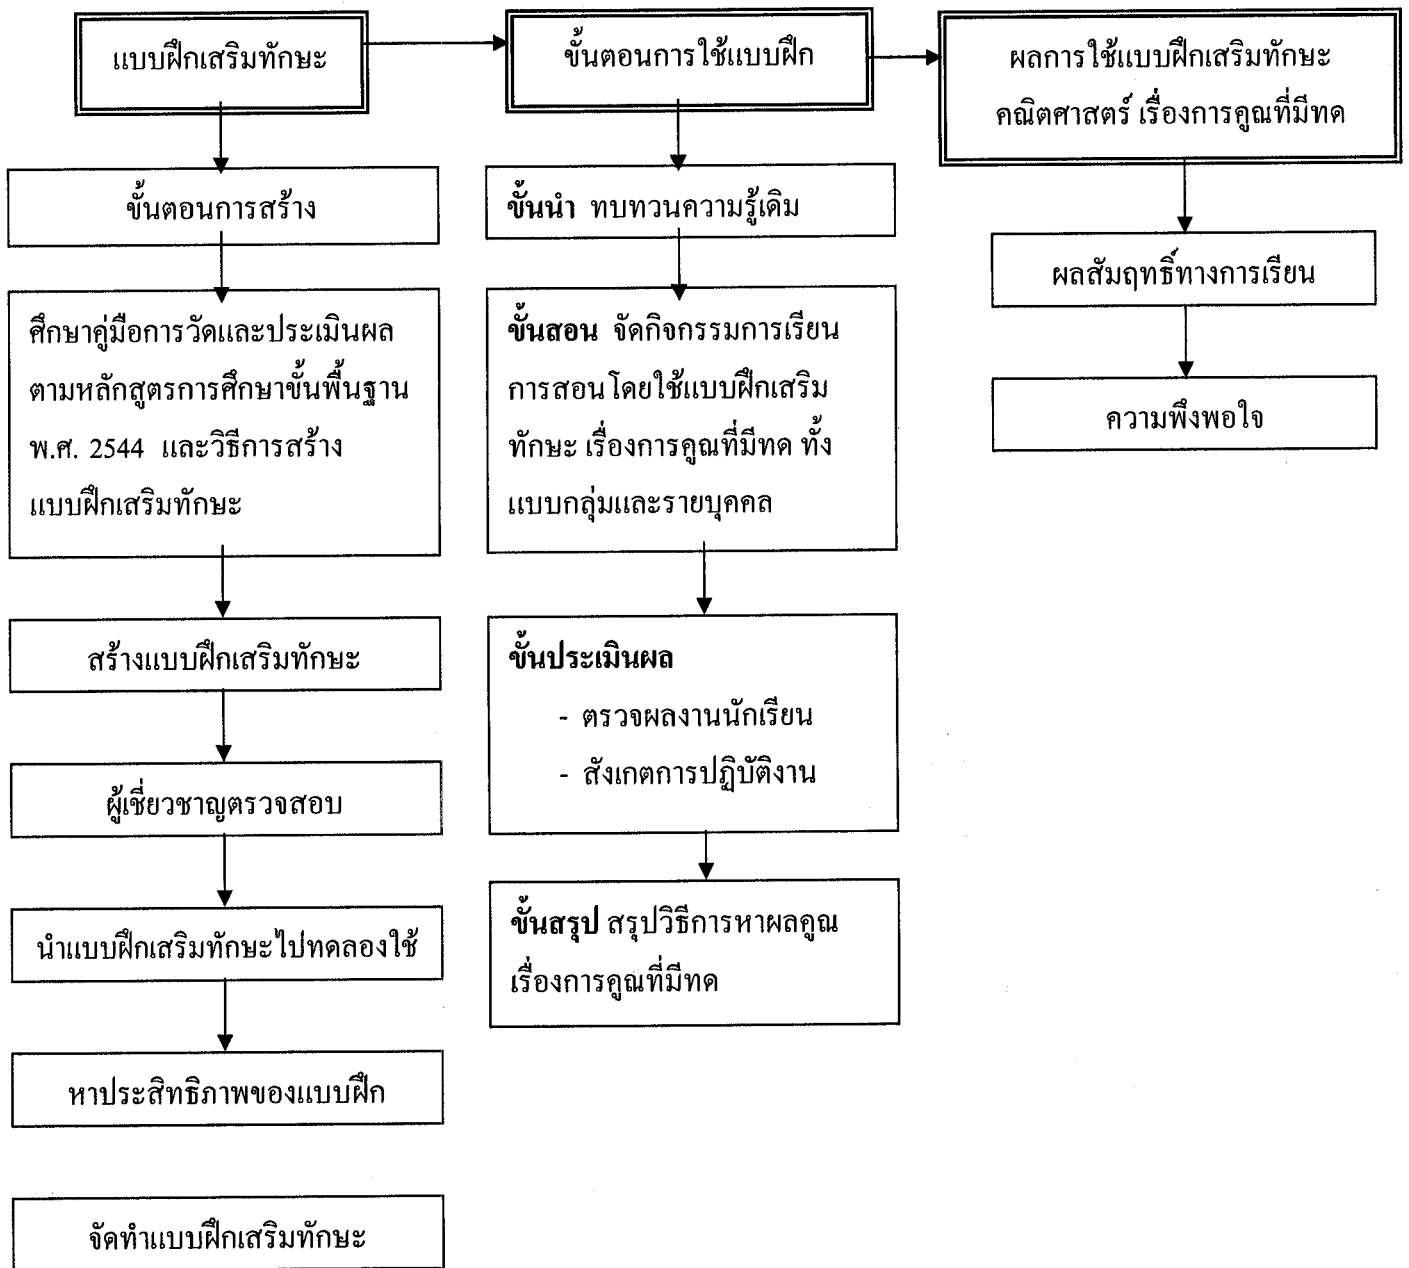 แบบฝึกเสริมทักษะ
ขั้นตอนการสร้าง
ศึกษาคู่มือการวัดและประเมินผล
ตามหลักสูตรการศึกษาขั้นพื้นฐาน
พ.ศ. 2544 และวิธีการสร้าง
แบบฝึกเสริมทักษะ
สร้างแบบฝึกเสริมทักษะ
ผู้เชี่ยวชาญตรวจสอบ
นำแบบฝึกเสริมทักษะไปทดลองใช้
หาประสิทธิภาพของแบบฝึก
จัดทำแบบฝึกเสริมทักษะ
ขั้นตอนการใช้แบบฝึก
ขั้นนำ ทบทวนความรู้เดิม
ขั้นสอน จัดกิจกรรมการเรียน
การสอนโดยใช้แบบฝึกเสริม
ทักษะ เรื่องการคูณที่มีทด ทั้ง
แบบกลุ่มและรายบุคคล
ขั้นประเมินผล
- ตรวจผลงานนักเรียน
- สังเกตการปฏิบัติงาน
ขั้นสรุป สรุปวิธีการหาผลคูณ
เรื่องการคูณที่มีทด
ผลการใช้แบบฝึกเสริมทักษะ
คณิตศาสตร์ เรื่องการคูณที่มีทด
ผลสัมฤทธิ์ทางการเรียน
ความพึงพอใจ